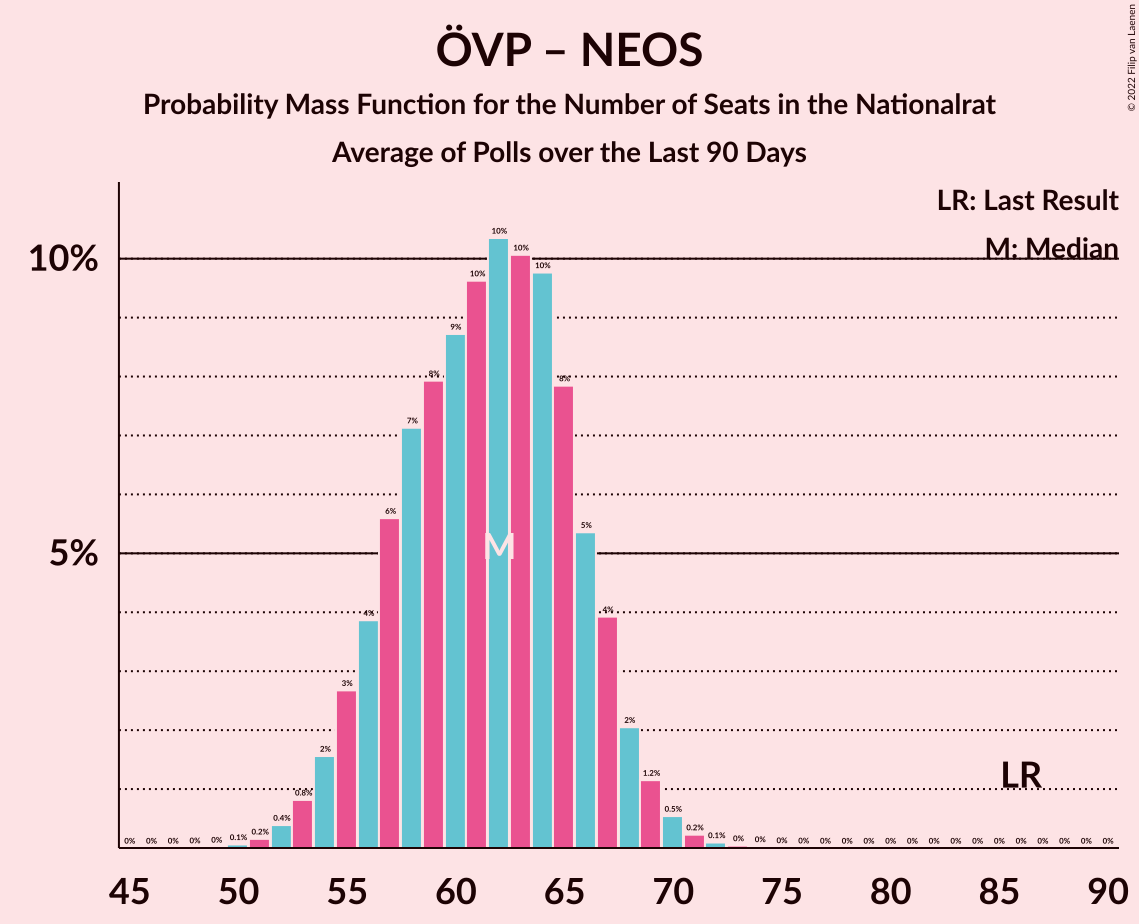 ÖVP – NEOS
Probability Mass Function for the Number of Seats in the Nationalrat
Average of Polls over the Last 90 Days
© 2022 Filip van Laenen
LR: Last Result
M: Median
10%
5%
0% 0% 0% 0% 0% 0.1% 0.2% 0.4% 0.8% 2% 3% 4% 6% 7% 8% 9% 10% 10% 10% 10% 8% 5% 4% 2% 1.2% 0.5% 0.2% 0.1% 0% 0% 0% 0% 0% 0% 0% 0% 0% 0% 0% 0% 0% 0% 0% 0% 0% 0%
M
LR
45 50 55 60 65 70 75 80 85 90